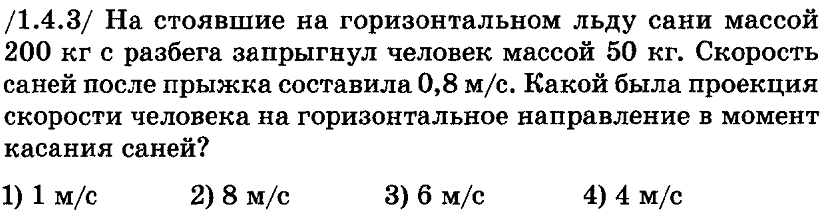 /1.4.3/ На стоявшие на горизонтальном льду сани массой
200 кг с разбега запрыгнул человек массой 50 кг. Скорость
саней после прыжка составила 0,8 м/с. Какой была проекция
скорости человека на горизонтальное направление в момент
касания саней?
1) 1 м/с 2) 8 м/с 3) 6 м/с 4) 4 м/с